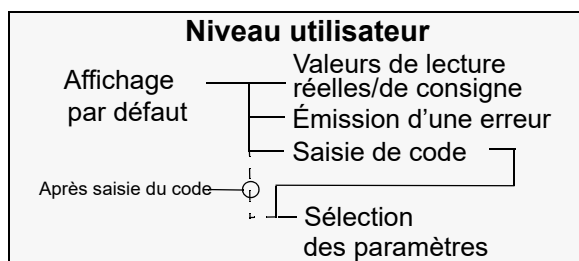 Niveau utilisateur
Affichage
par défaut
Valeurs de lecture
réelles/de consigne
Émission d’une erreur
Saisie de code
Après saisie du code
Sélection
des paramètres